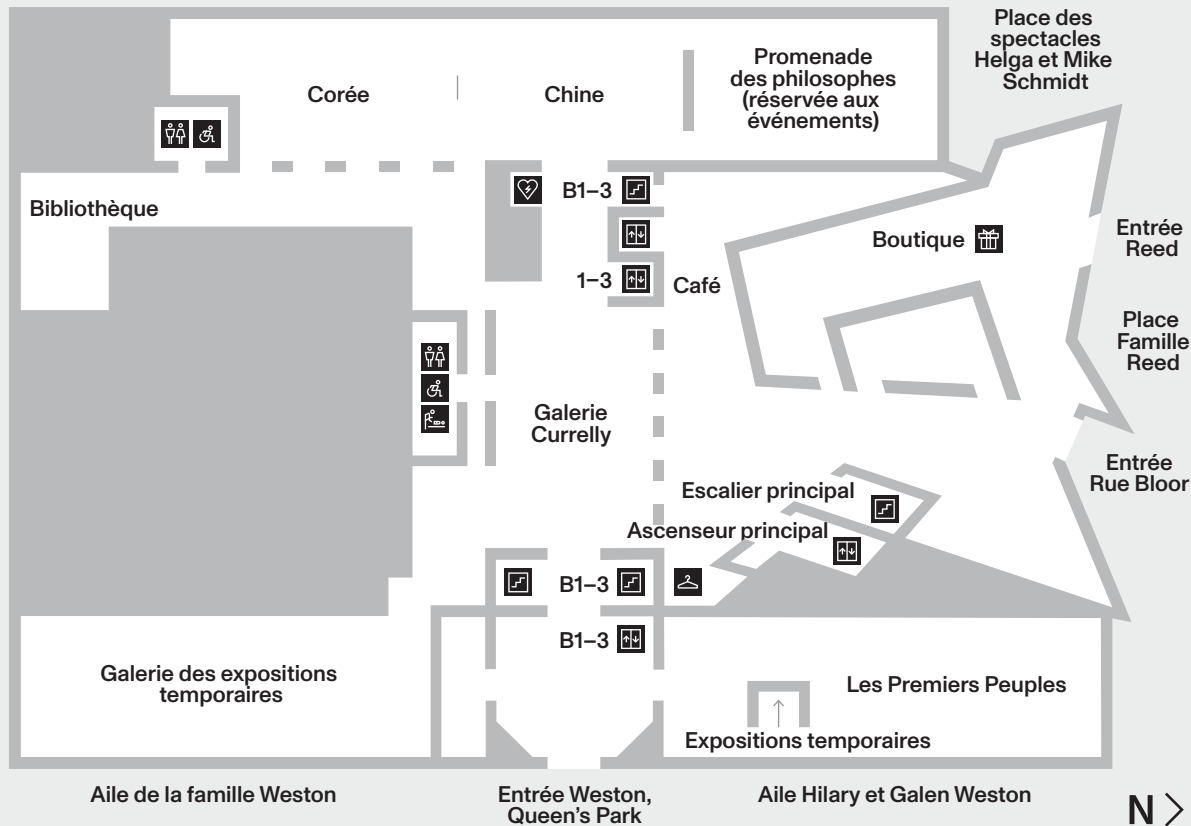 Place des
spectacles
Helga et Mike
Schmidt
Promenade
des philosophes
(réservée aux
événements)
Corée
Chine
B1–3
Bibliothèque
Boutique
Entrée
Reed
1–3
Café
Place
Famille
Reed
Galerie
Currelly
Entrée
Rue Bloor
Escalier principal
Ascenseur principal
B1–3
B1–3
Galerie des expositions
temporaires
Les Premiers Peuples
Expositions temporaires
Aile de la famille Weston
Entrée Weston,
Queen’s Park
Aile Hilary et Galen Weston
N